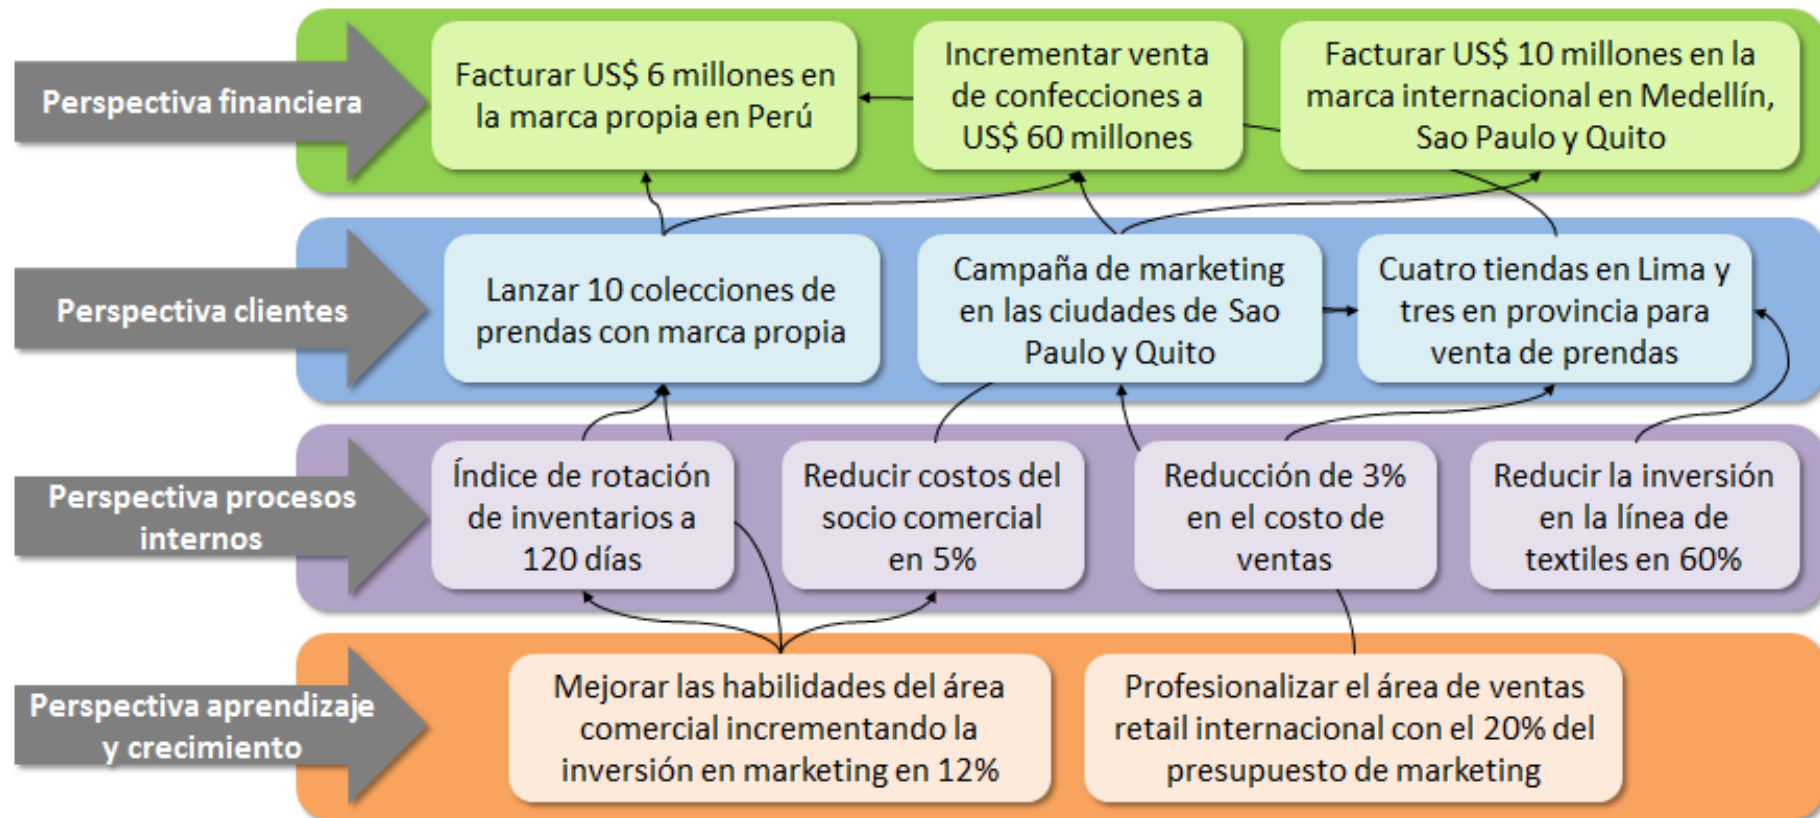 Perspectiva financiera
Facturar US$ 6 millones en
la marca propia en Perú
Incrementar venta
de confecciones a
US$ 60 millones
Facturar US$ 10 millones en la
marca internacional en Medellín,
Sao Paulo y Quito
Perspectiva clientes
Lanzar 10 colecciones de
prendas con marca propia
Campaña de marketing
en las ciudades de Sao
Paulo y Quito
Cuatro tiendas en Lima y
tres en provincia para
venta de prendas
Perspectiva procesos
internos
Índice de rotación
de inventarios a
120 días
Reducir costos del
socio comercial
en 5%
Reducción de 3%
en el costo de
ventas
Reducir la inversión
en la línea de
textiles en 60%
Perspectiva aprendizaje
y crecimiento
Mejorar las habilidades del área
comercial incrementando la
inversión en marketing en 12%
Profesionalizar el área de ventas
retail internacional con el 20% del
presupuesto de marketing